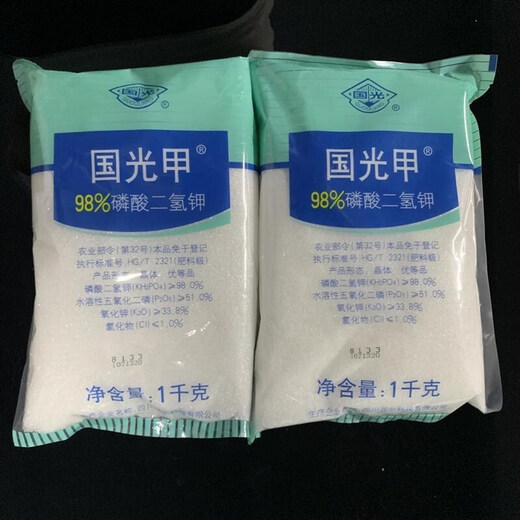 国光
®
国光甲®
98%磷酸二氢钾
农业部令(第32号)本品免于登记
执行标准号:HG/T 2321(肥料级)
产品形态：晶体 优等品
磷酸二氢钾(KH₂PO₄)≥98.0%
水溶性五氧化二磷(P₂O₅)≥51.0%
氧化钾(K₂O)≥33.8%
氯化物(Cl)≤1.0%
净含量:1千克
国光
®
国光甲®
98%磷酸二氢钾
农业部令(第32号)本品免于登记
执行标准号:HG/T 2321(肥料级)
产品形态：晶体 优等品
磷酸二氢钾(KH₂PO₄)≥98.0%
水溶性五氧化二磷(P₂O₅)≥51.0%
氧化钾(K₂O)≥33.8%
氯化物(Cl)≤1.0%
净含量:1千克